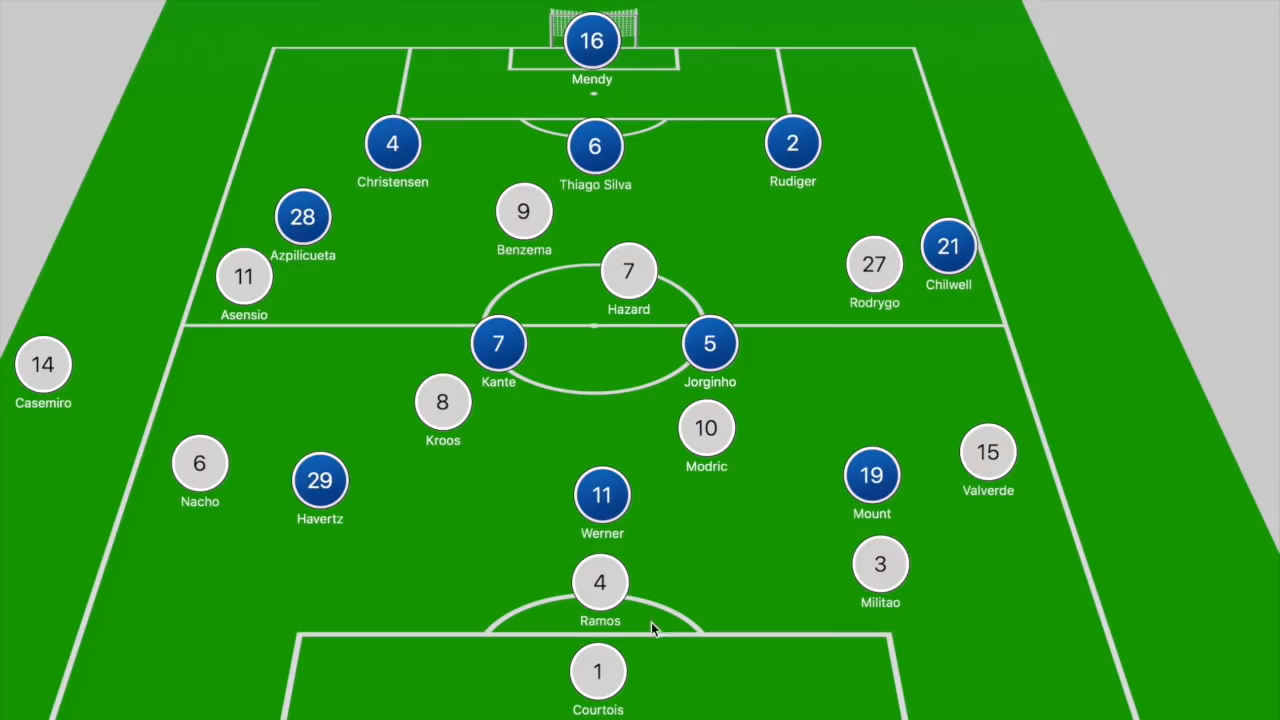 16
Mendy
4
Christensen
6
Thiago Silva
2
Rudiger
28
Azpilicueta
9
Benzema
21
Chilwell
27
Rodrygo
11
Asensio
7
Hazard
14
Casemiro
7
Kante
5
Jorginho
8
Kroos
10
Modric
6
Nacho
29
Havertz
11
Werner
19
Mount
15
Valverde
4
Ramos
3
Militao
1
Courtois